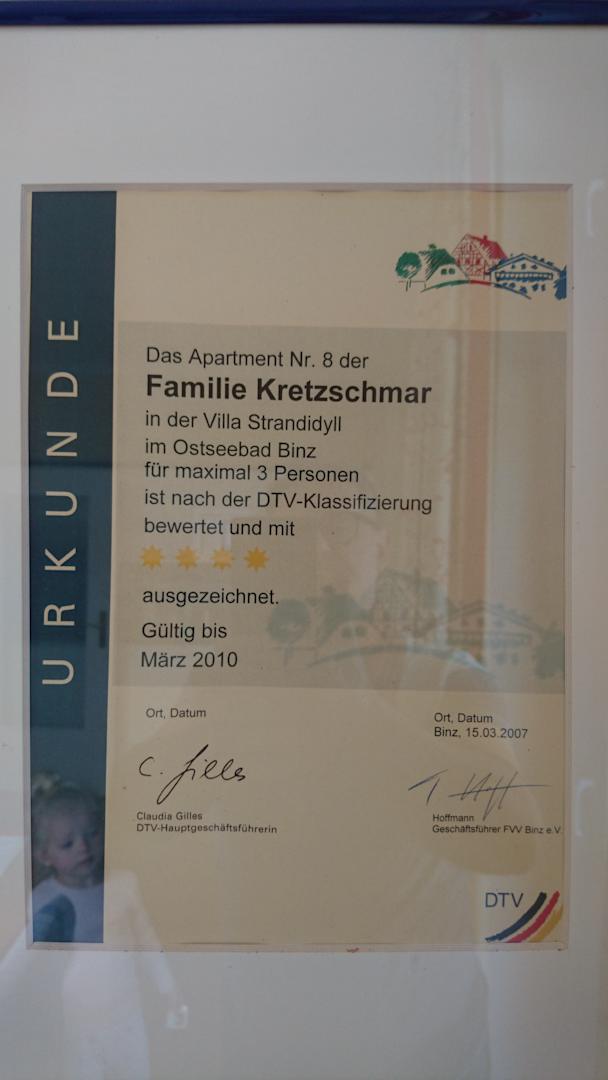 URKUNDE
Das Apartment Nr. 8 der
Familie Kretzschmar
in der Villa Strandidyll
im Ostseebad Binz
für maximal 3 Personen
ist nach der DTV-Klassifizierung
bewertet und mit
ausgezeichnet.
Gültig bis
März 2010
Ort, Datum
Ort, Datum
Binz, 15.03.2007
C. Gilles
Claudia Gilles
DTV-Hauptgeschäftsführerin
Hoffmann
Geschäftsführer FVV Binz e.V.
DTV